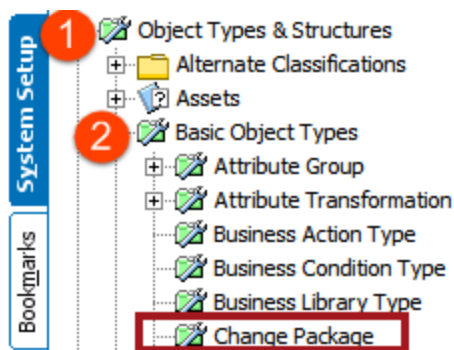 System Setup
Bookmarks
1 Object Types & Structures
Alternate Classifications
? Assets
2 Basic Object Types
Attribute Group
Attribute Transformation
Business Action Type
Business Condition Type
Business Library Type
Change Package